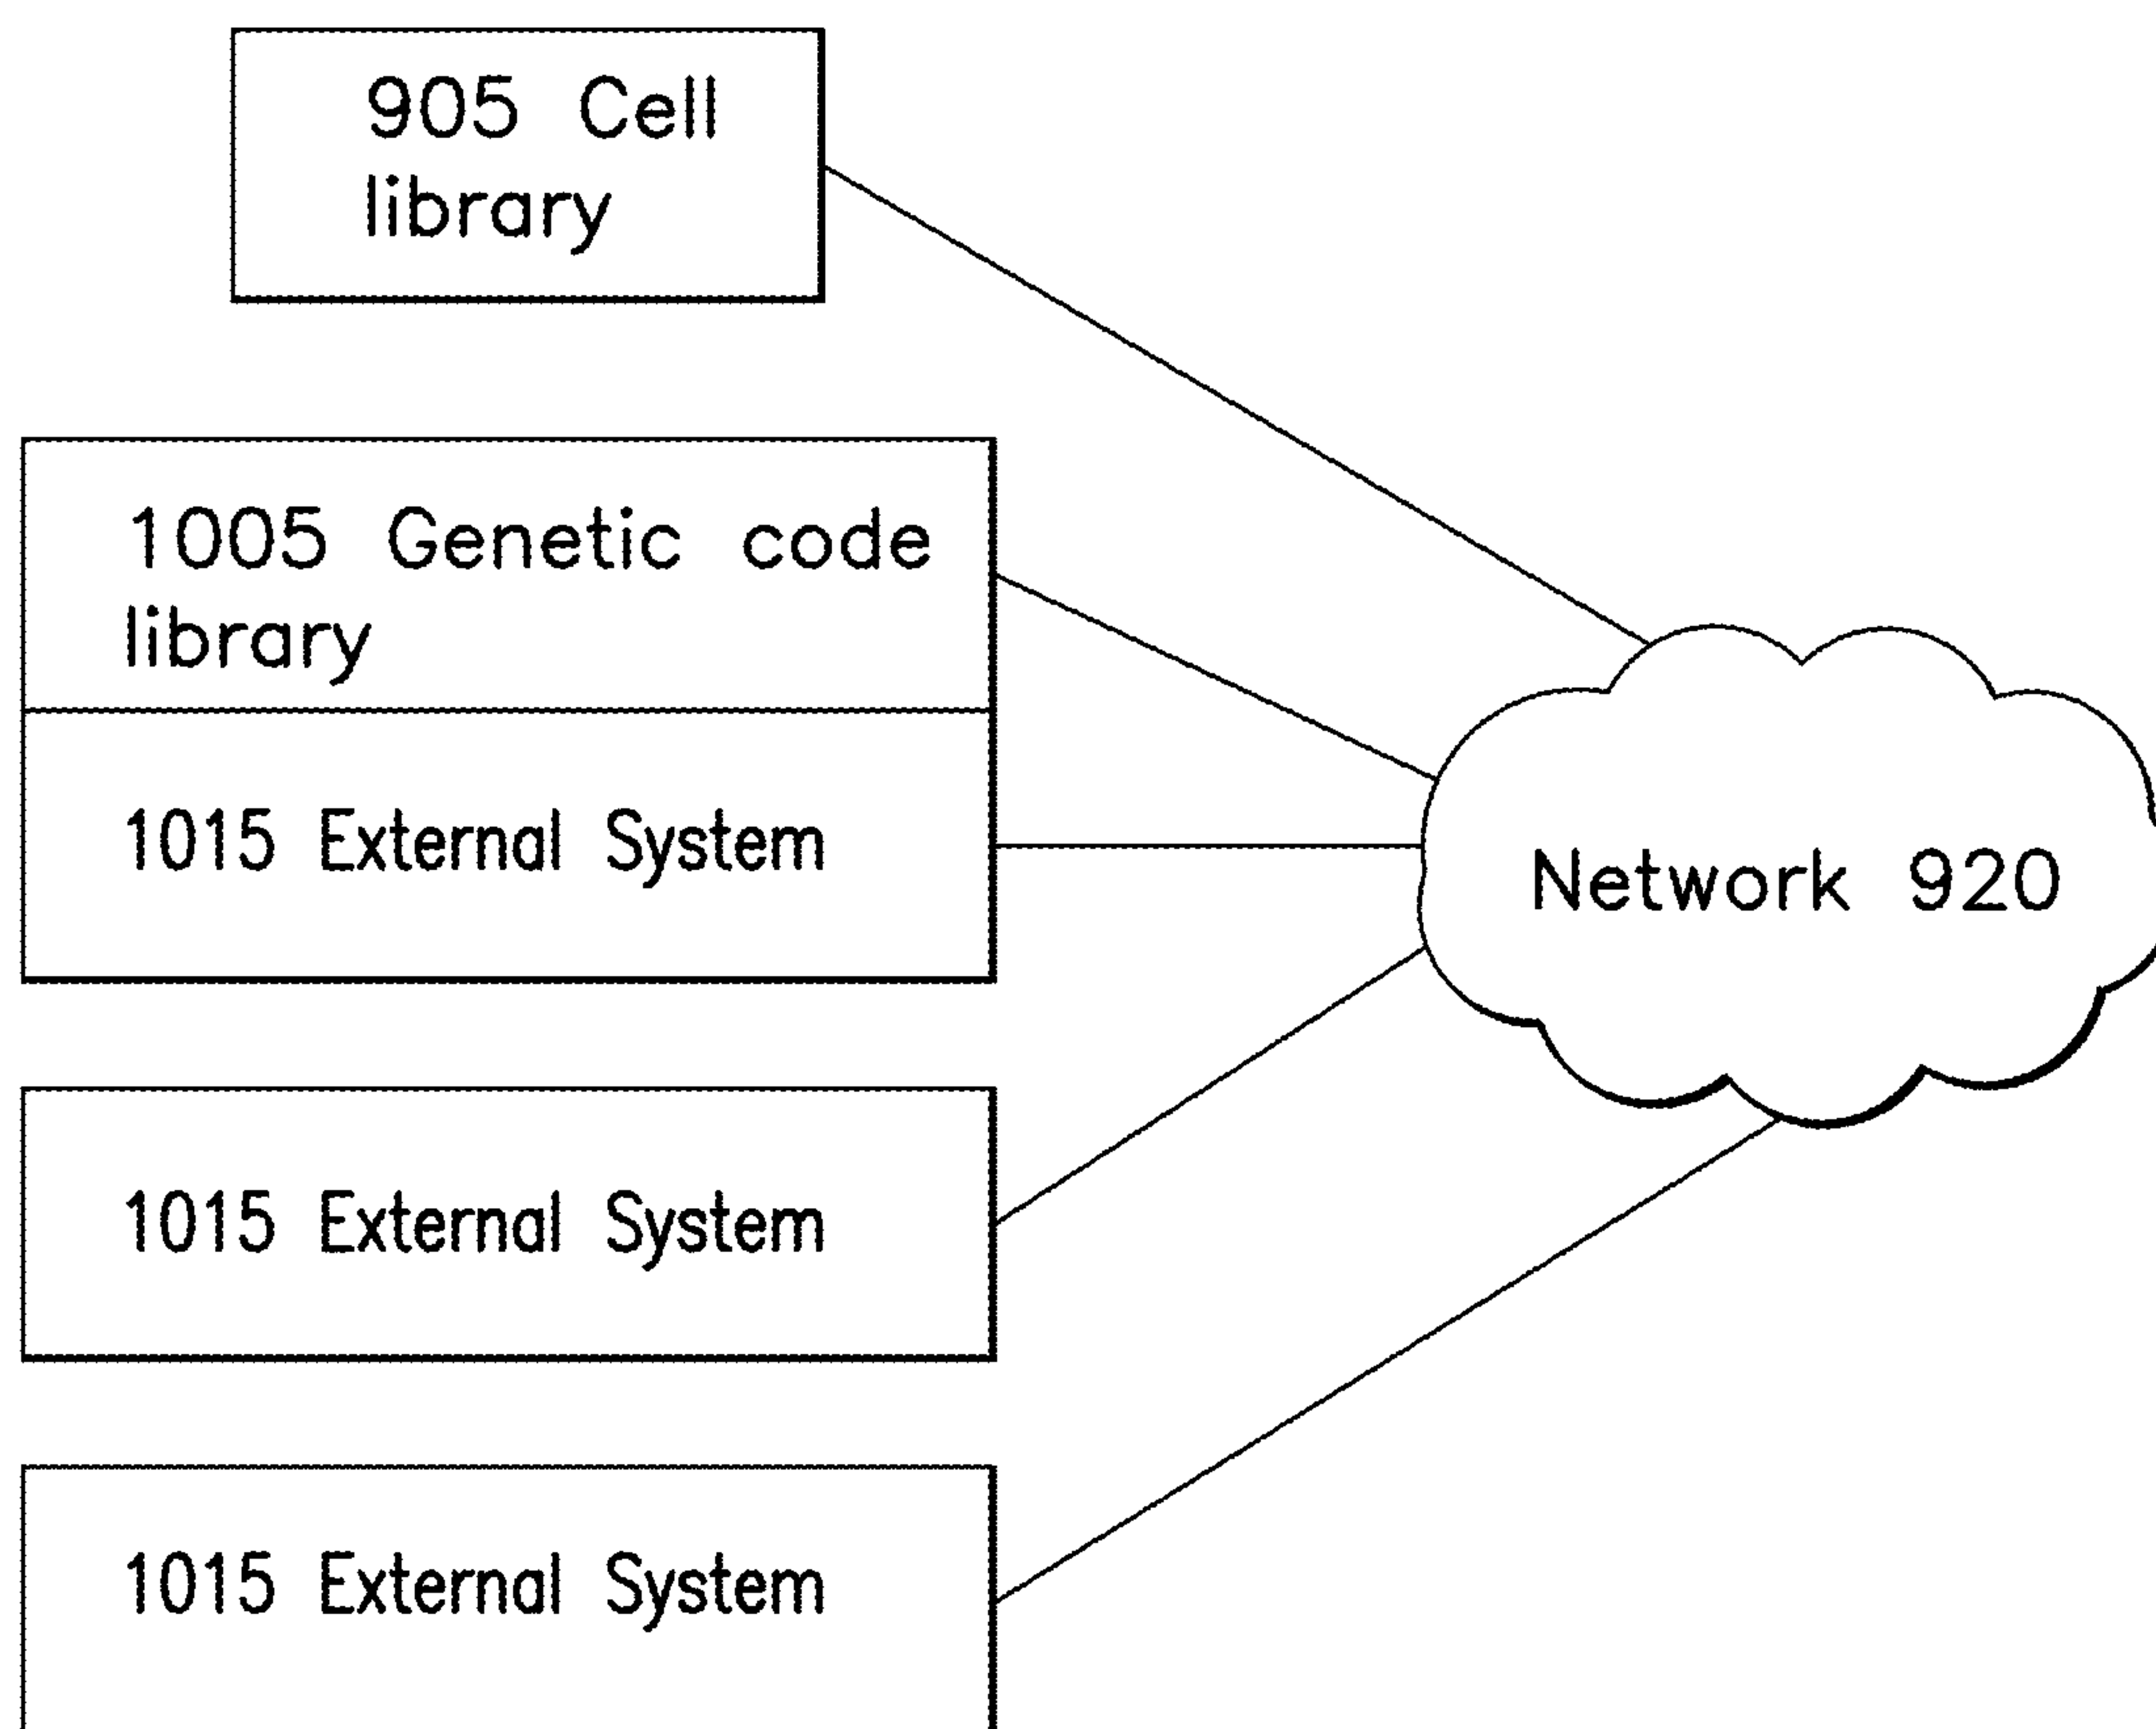 905 Cell
library
1005 Genetic code
library
1015 External System
Network 920
1015 External System
1015 External System